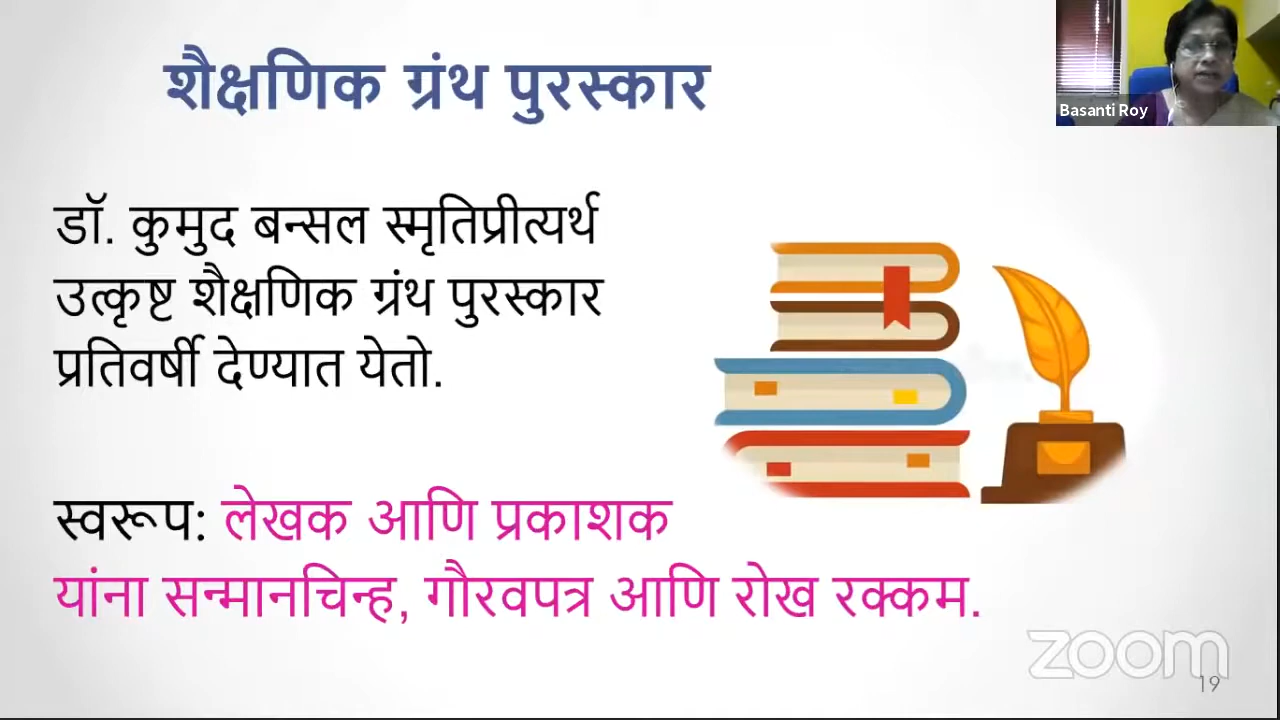 शैक्षणिक ग्रंथ पुरस्कार
Basanti Roy
डॉ. कुमुद बन्सल स्मृतिप्रीत्यर्थ
उत्कृष्ट शैक्षणिक ग्रंथ पुरस्कार
प्रतिवर्षी देण्यात येतो.
स्वरूप: लेखक आणि प्रकाशक
यांना सन्मानचिन्ह, गौरवपत्र आणि रोख रक्कम.
zoom
19